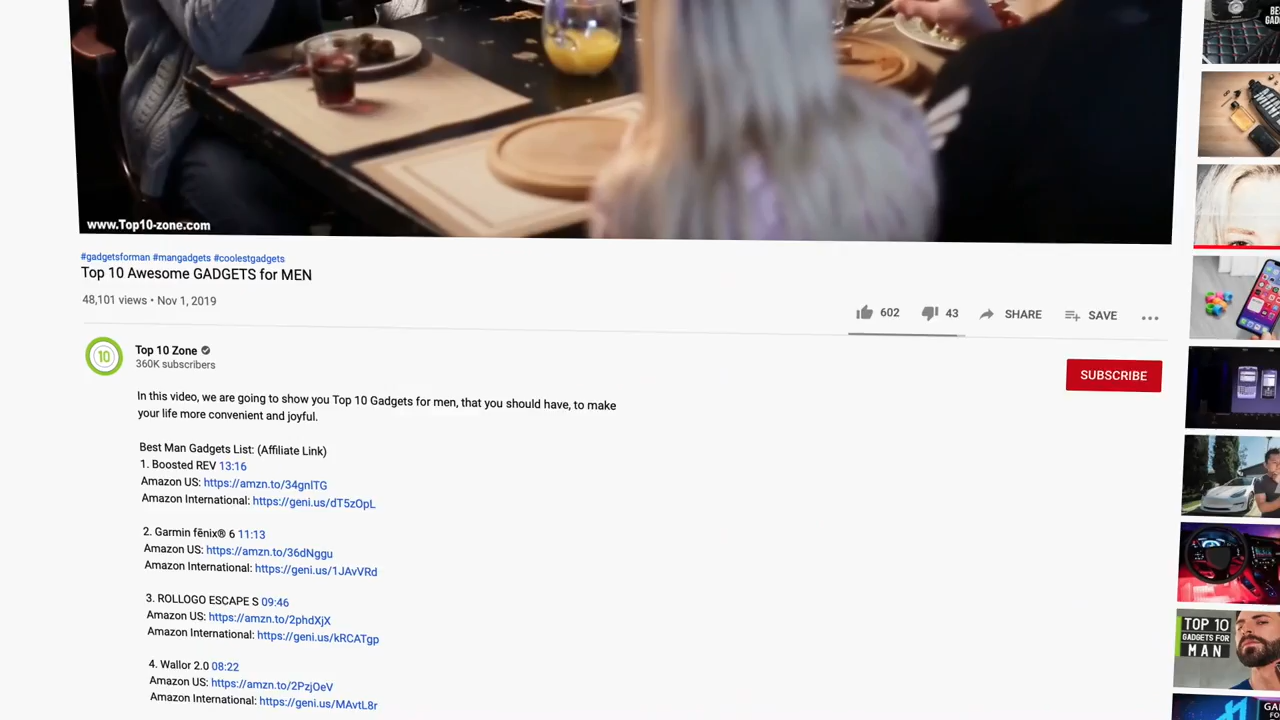 www.Top10-zone.com
#gadgetsforman #mangadgets #coolestgadgets
Top 10 Awesome GADGETS for MEN
48,101 views • Nov 1, 2019
602 43 SHARE SAVE
10
Top 10 Zone
360K subscribers
SUBSCRIBE
In this video, we are going to show you Top 10 Gadgets for men, that you should have, to make
your life more convenient and joyful.
Best Man Gadgets List: (Affiliate Link)
1. Boosted REV 13:16
Amazon US: https://amzn.to/34gnITG
Amazon International: https://geni.us/dT5zOpL
2. Garmin fēnix® 6 11:13
Amazon US: https://amzn.to/36dNggu
Amazon International: https://geni.us/1JAvVRd
3. ROLLOGO ESCAPE S 09:46
Amazon US: https://amzn.to/2phdXjX
Amazon International: https://geni.us/kRCATgp
4. Wallor 2.0 08:22
Amazon US: https://amzn.to/2PzjOeV
Amazon International: https://geni.us/MAvtL8r
TOP 10
GADGETS FOR
MAN